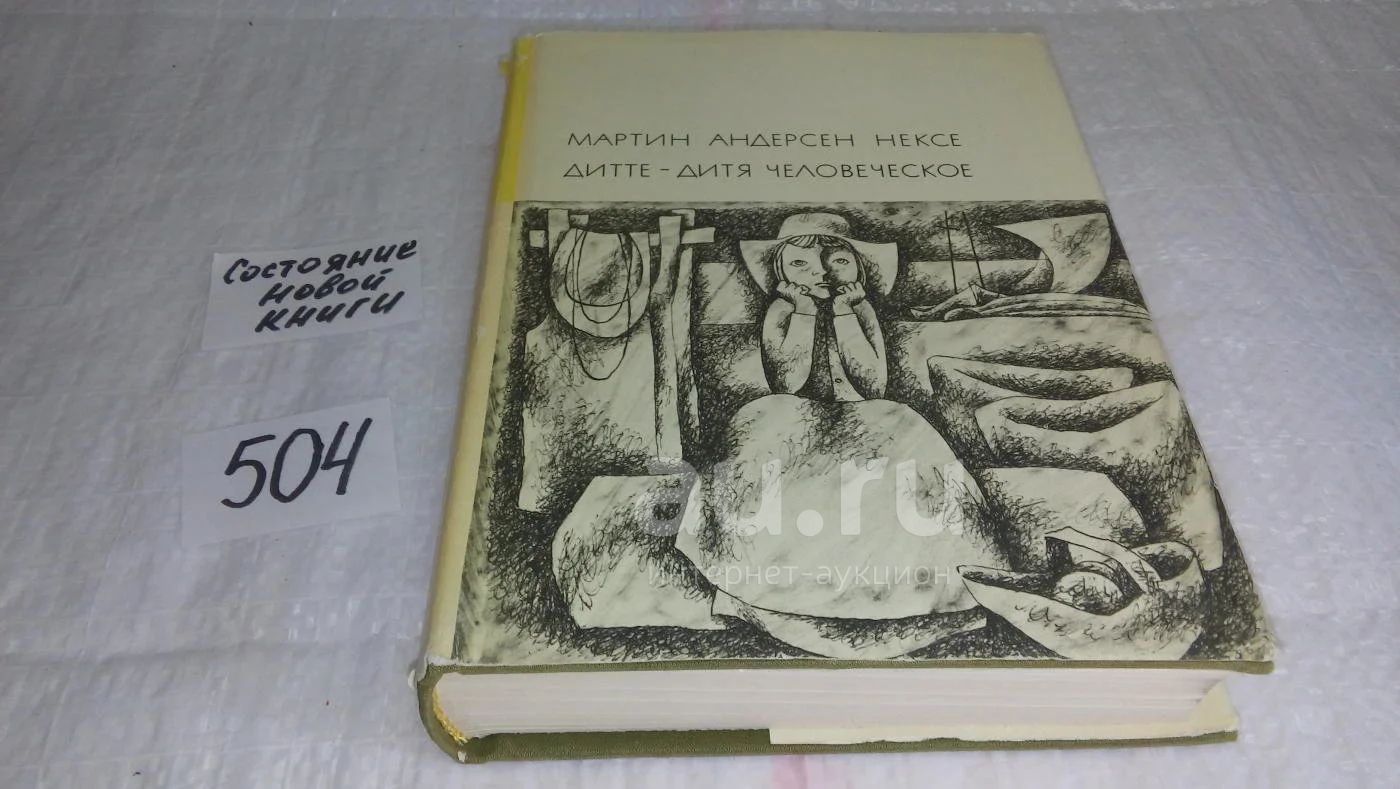 МАРТИН АНДЕРСЕН НЕКСЕ
ДИТТЕ - ДИТЯ ЧЕЛОВЕЧЕСКОЕ
Состояние
новой
книги
504
au.ru
интернет-аукцион